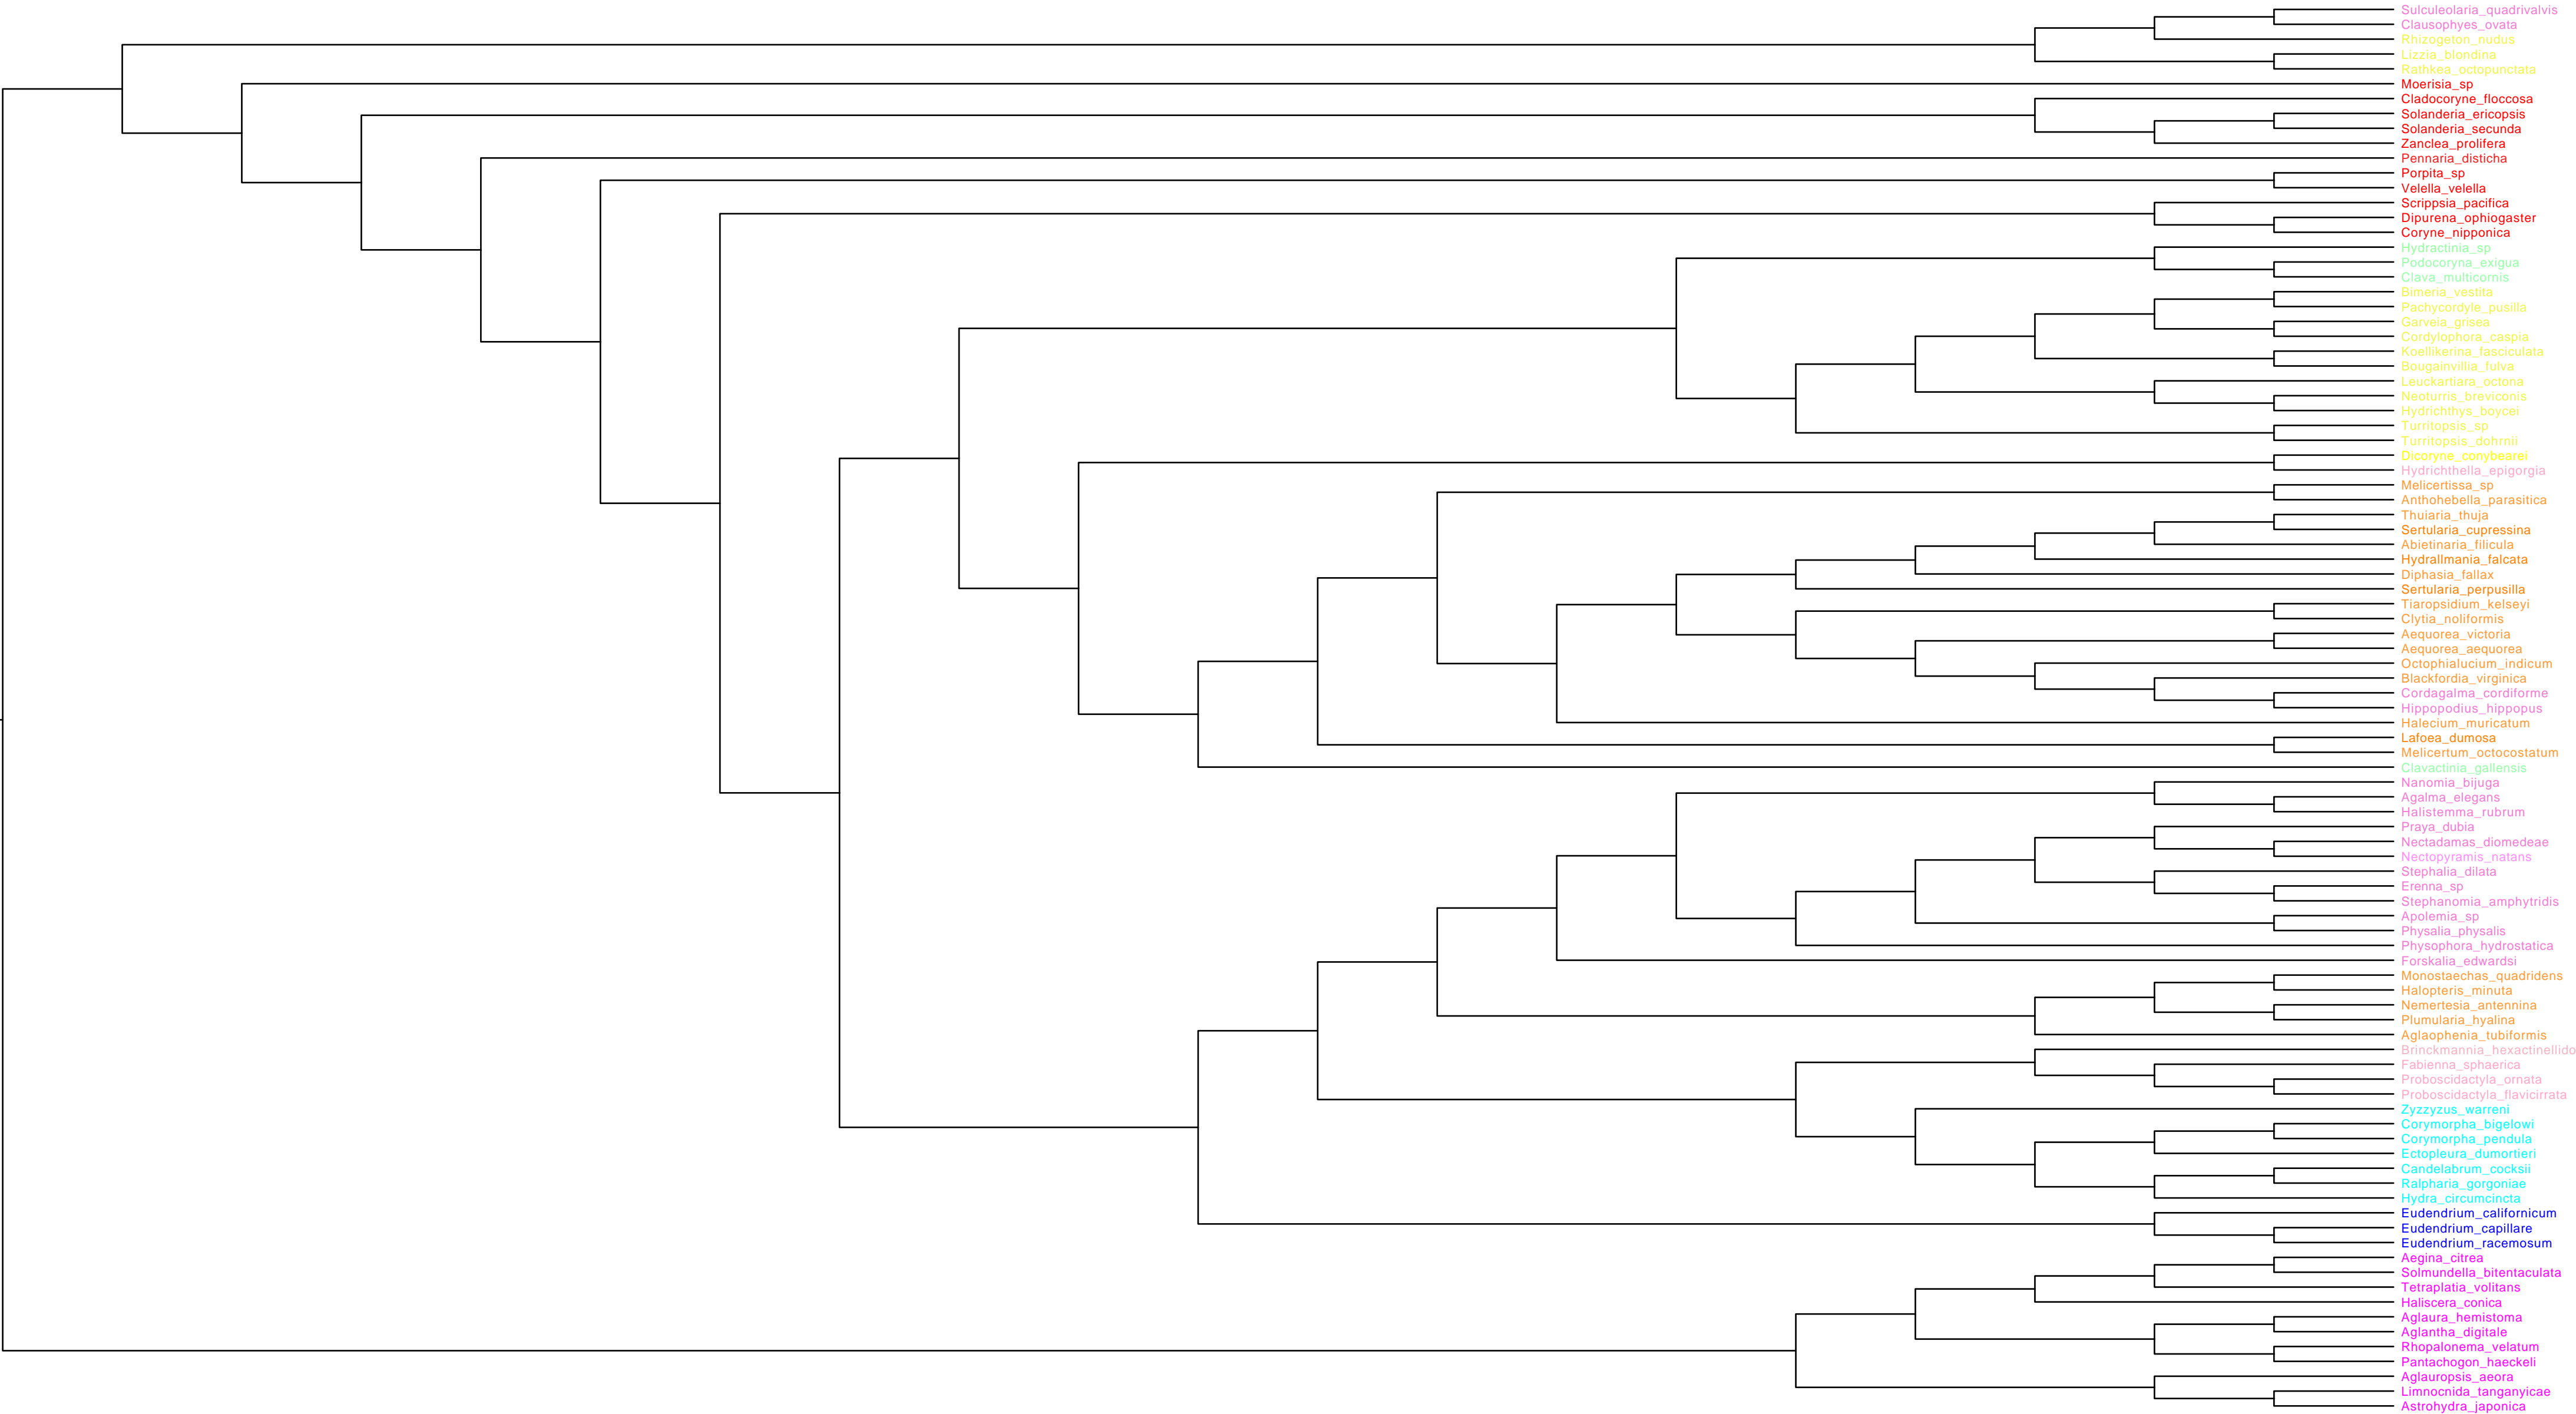 Sulculeolaria_quadrivalvis
Clausophyes_ovata
Rhizogeton_nudus
Lizzia_blondina
Rathkea_octopunctata
Moerisia_sp
Cladocoryne_floccosa
Solanderia_ericopsis
Solanderia_secunda
Zanclea_prolifera
Pennaria_disticha
Porpita_sp
Velella_velella
Scrippsia_pacifica
Dipurena_ophiogaster
Coryne_nipponica
Hydractinia_sp
Podocoryna_exigua
Clava_multicornis
Bimeria_vestita
Pachycordyle_pusilla
Garveia_grisea
Cordylophora_caspia
Koellikerina_fasciculata
Bougainvillia_fulva
Leuckartiara_octona
Neoturris_breviconis
Hydrichthys_boycei
Turritopsis_sp
Turritopsis_dohrnii
Dicoryne_conybearei
Hydrichthella_epigorgia
Melicertissa_sp
Anthohebella_parasitica
Thuiaria_thuja
Sertularia_cupressina
Abietinaria_filicula
Hydrallmania_falcata
Diphasia_fallax
Sertularia_perpusilla
Tiaropsidium_kelseyi
Clytia_noliformis
Aequorea_victoria
Aequorea_aequorea
Octophialucium_indicum
Blackfordia_virginica
Cordagalma_cordiforme
Hippopodius_hippopus
Halecium_muricatum
Lafoea_dumosa
Melicertum_octocostatum
Clavactinia_gallensis
Nanomia_bijuga
Agalma_elegans
Halistemma_rubrum
Praya_dubia
Nectadamas_diomedeae
Nectopyramis_natans
Stephalia_dilata
Erenna_sp
Stephanomia_amphytridis
Apolemia_sp
Physalia_physalis
Physophora_hydrostatica
Forskalia_edwardsi
Monostaechas_quadridens
Halopteris_minuta
Nemertesia_antennina
Plumularia_hyalina
Aglaophenia_tubiformis
Brinckmannia_hexactinellido
Fabienna_sphaerica
Proboscidactyla_ornata
Proboscidactyla_flavicirrata
Zyzzyzus_warreni
Corymorpha_bigelowi
Corymorpha_pendula
Ectopleura_dumortieri
Candelabrum_cocksii
Ralpharia_gorgoniae
Hydra_circumcincta
Eudendrium_californicum
Eudendrium_capillare
Eudendrium_racemosum
Aegina_citrea
Solmundella_bitentaculata
Tetraplatia_volitans
Haliscera_conica
Aglaura_hemistoma
Aglantha_digitale
Rhopalonema_velatum
Pantachogon_haeckeli
Aglauropsis_aeora
Limnocnida_tanganyicae
Astrohydra_japonica